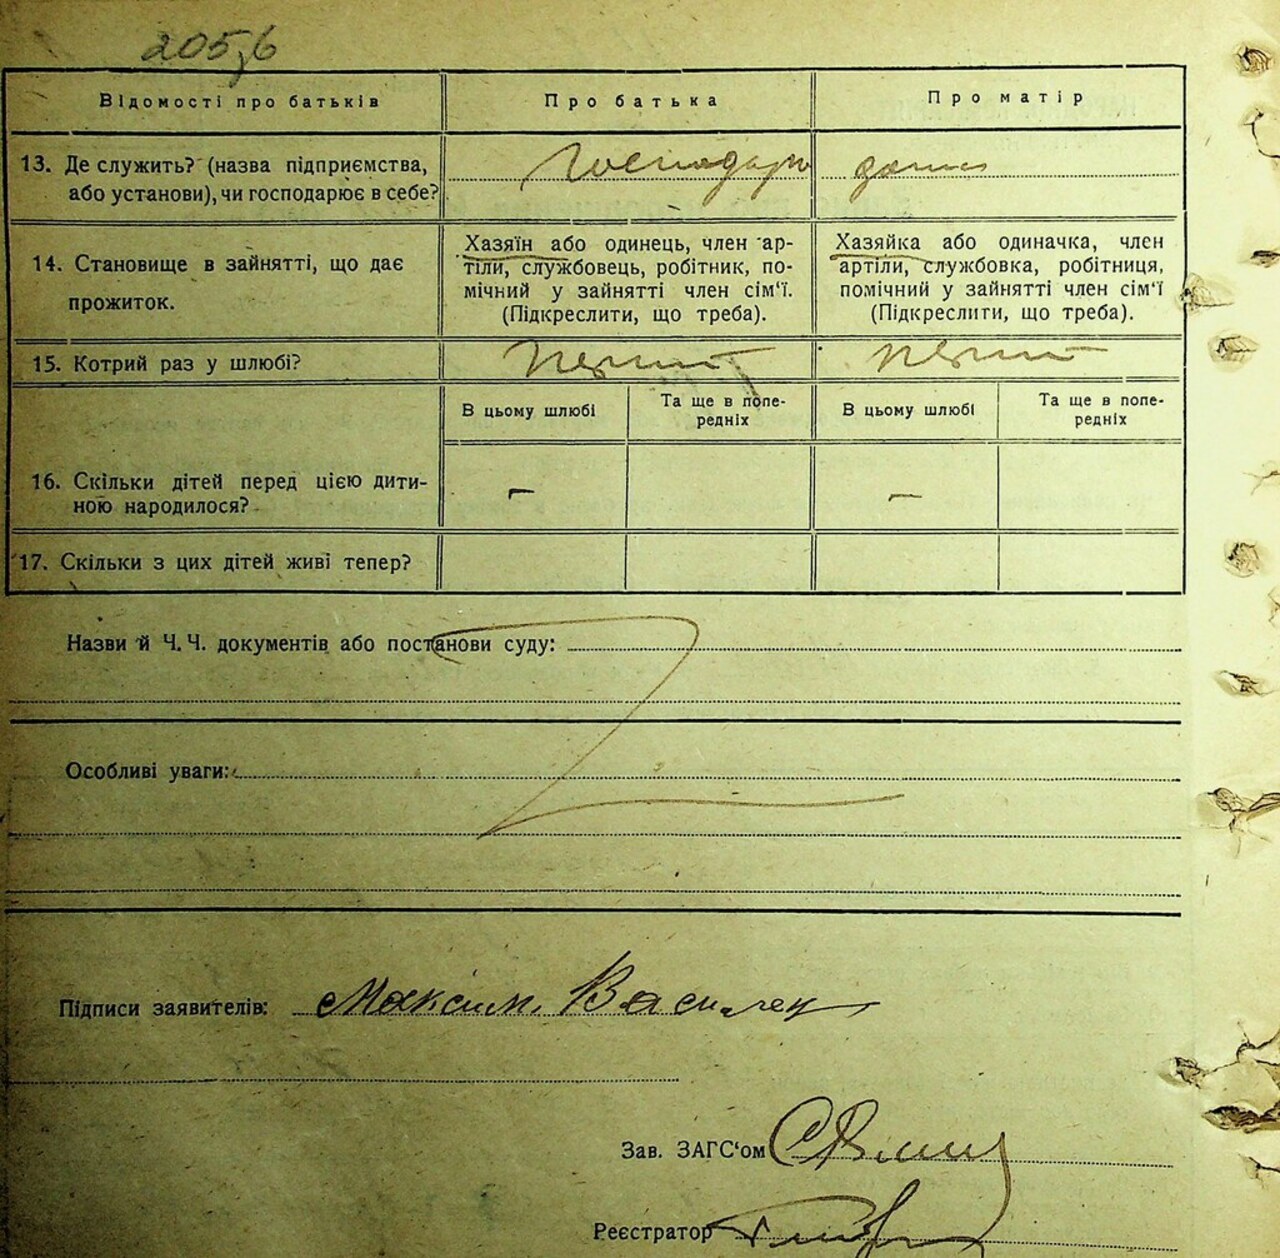 205,6
Відомості про батьків Про батька Про матір
13. Де служить? (назва підприємства, або установи), чи господарює в себе?
Господарю дома
14. Становище в зайнятті, що дає прожиток.
Хазяїн або одинець, член ар-
тіли, службовець, робітник, по-
мічний у зайнятті член сім'ї.
(Підкреслити, що треба).
Хазяйка або одиначка, член
артіли, службовка, робітниця,
помічний у зайнятті член сім'ї
(Підкреслити, що треба).
15. Котрий раз у шлюбі?
В цьому шлюбі
Та ще в попе-
редніх
В цьому шлюбі
Та ще в попе-
редніх
16. Скільки дітей перед цією дити-
ною народилося?
– –
17. Скільки з цих дітей живі тепер?
Назви й Ч.Ч. документів або постанови суду:
Особливі уваги:
Підписи заявителів: Максим
Зав. ЗАГС'ом
Реєстратор